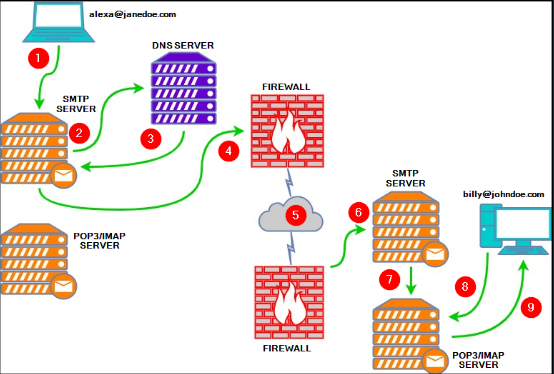 alexa@janedoe.com
1
DNS SERVER
SMTP
SERVER
2
3
FIREWALL
4
POP3/IMAP
SERVER
5
SMTP
SERVER
billy@johndoe.com
6
7
8
9
FIREWALL
POP3/IMAP
SERVER